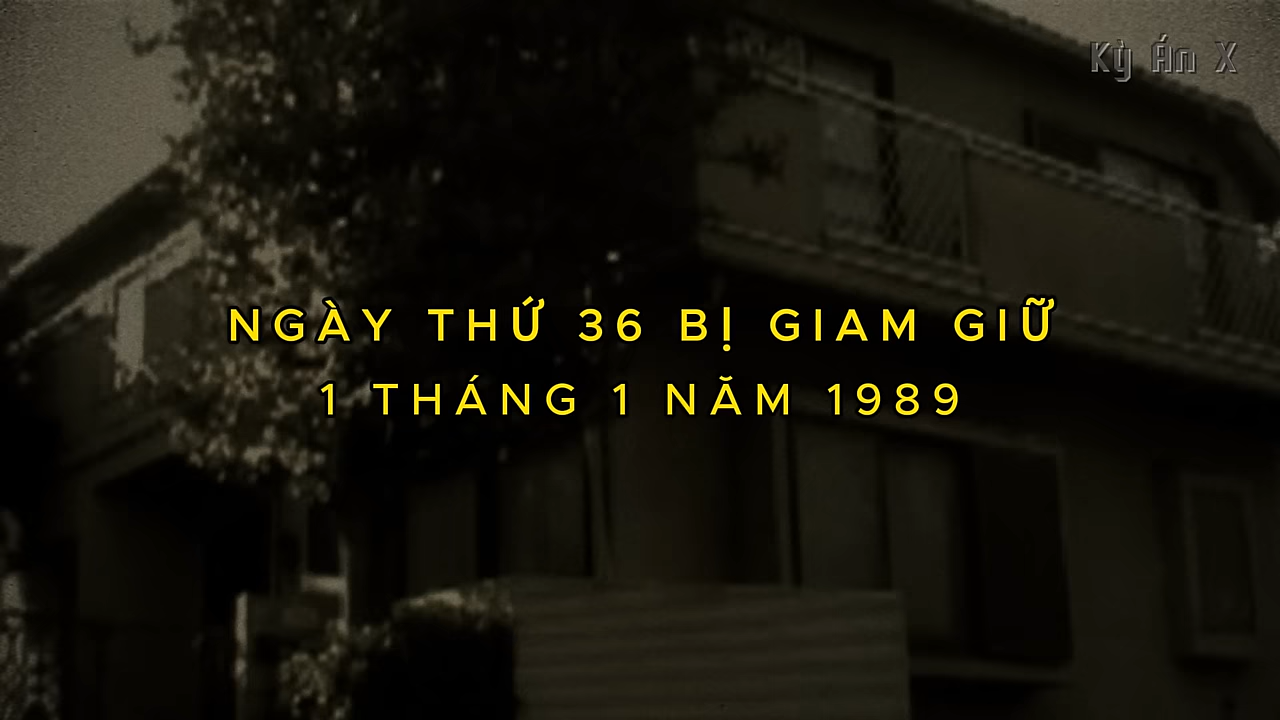 Kỳ Án X
NGÀY THỨ 36 BỊ GIAM GIỮ
1 THÁNG 1 NĂM 1989